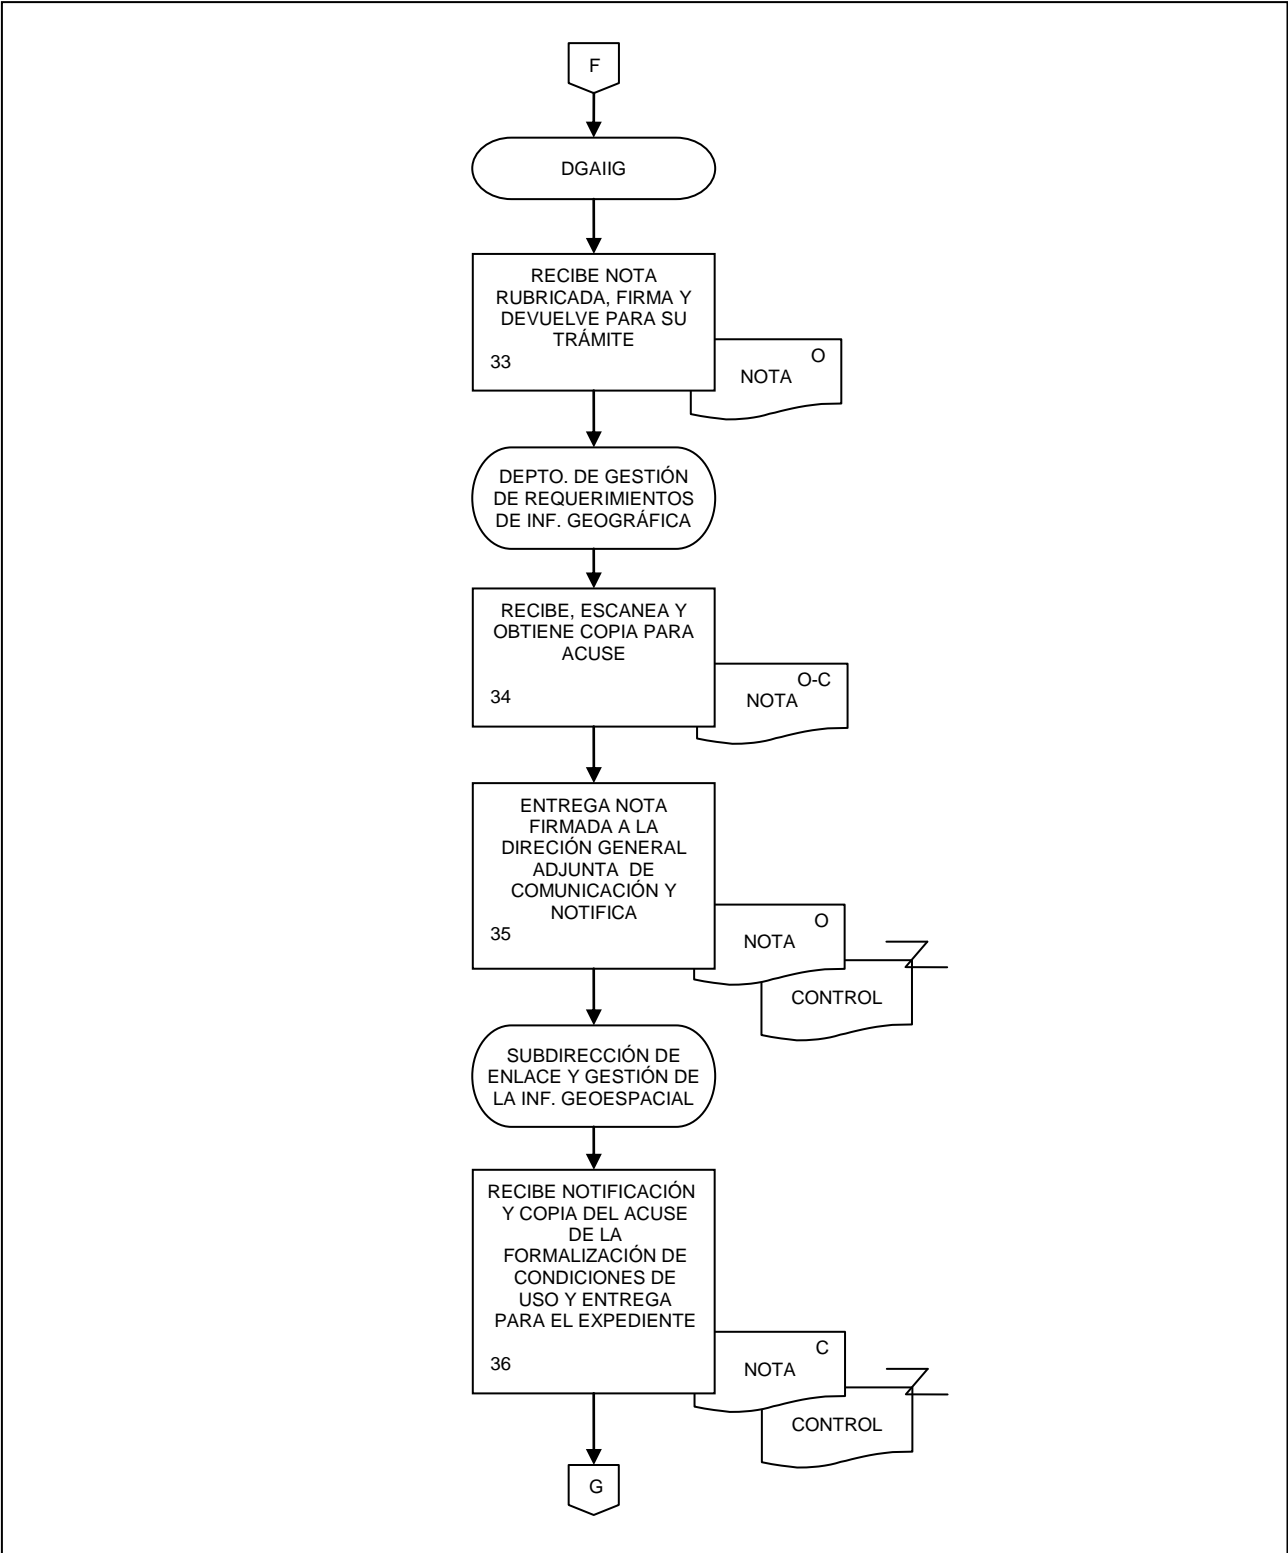 F
DGAIIG
RECIBE NOTA
RUBRICADA, FIRMA Y
DEVUELVE PARA SU
TRÁMITE
33
O
NOTA
DEPTO. DE GESTIÓN
DE REQUERIMIENTOS
DE INF. GEOGRÁFICA
RECIBE, ESCANEA Y
OBTIENE COPIA PARA
ACUSE
34
O-C
NOTA
ENTREGA NOTA
FIRMADA A LA
DIRECIÓN GENERAL
ADJUNTA DE
COMUNICACIÓN Y
NOTIFICA
35
O
NOTA
CONTROL
SUBDIRECCIÓN DE
ENLACE Y GESTIÓN DE
LA INF. GEOESPACIAL
RECIBE NOTIFICACIÓN
Y COPIA DEL ACUSE
DE LA
FORMALIZACIÓN DE
CONDICIONES DE
USO Y ENTREGA
PARA EL EXPEDIENTE
36
C
NOTA
CONTROL
G